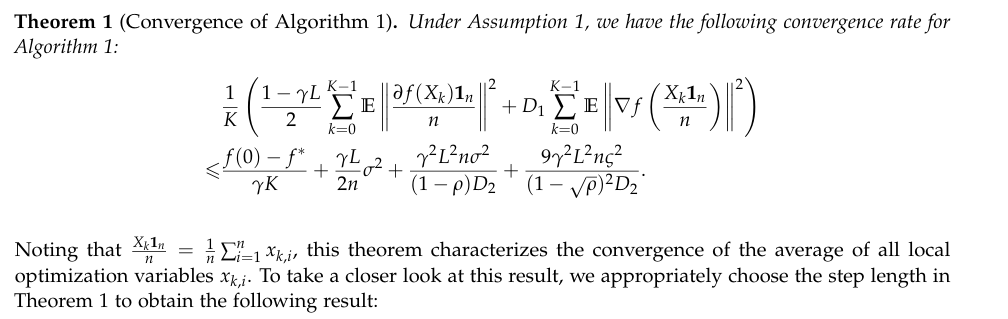 Theorem 1 (Convergence of Algorithm 1). Under Assumption 1, we have the following convergence rate for
Algorithm 1:
\frac{1}{K} \left( \frac{1 - \gamma L}{2} \sum_{k=0}^{K-1} \mathbb{E} \left\| \frac{\partial f(X_k) \mathbf{1}_n}{n} \right\|^2 + D_1 \sum_{k=0}^{K-1} \mathbb{E} \left\| \nabla f \left( \frac{X_k \mathbf{1}_n}{n} \right) \right\|^2 \right)
\leqslant \frac{f(0) - f^*}{\gamma K} + \frac{\gamma L}{2n} \sigma^2 + \frac{\gamma^2 L^2 n \sigma^2}{(1 - \rho) D_2} + \frac{9 \gamma^2 L^2 n \varsigma^2}{(1 - \sqrt{\rho})^2 D_2}.
Noting that \frac{X_k \mathbf{1}_n}{n} = \frac{1}{n} \sum_{i=1}^{n} x_{k,i}, this theorem characterizes the convergence of the average of all local
optimization variables x_{k,i}. To take a closer look at this result, we appropriately choose the step length in
Theorem 1 to obtain the following result: